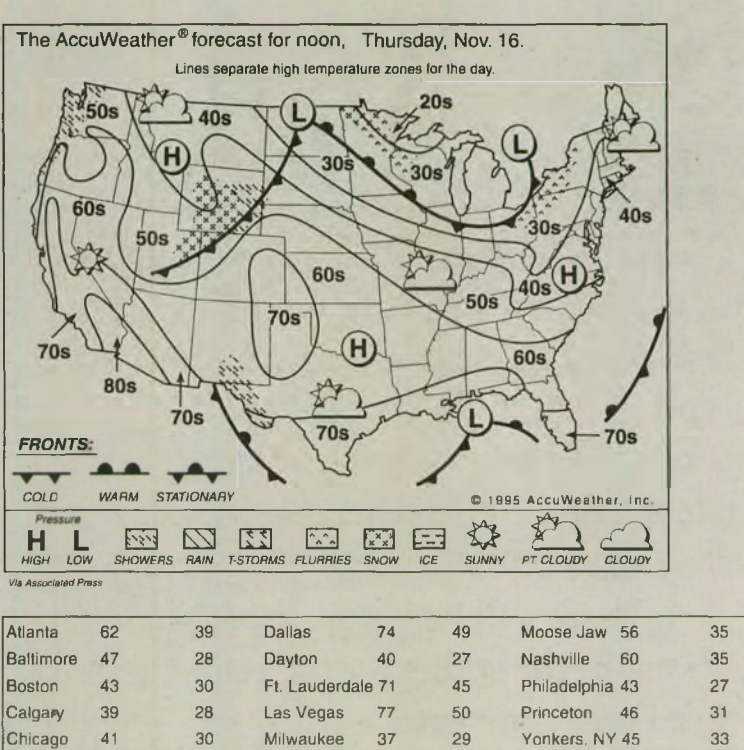 The AccuWeather® forecast for noon, Thursday, Nov. 16.
Lines separate high temperature zones for the day.
50s
40s
L
20s
H
30s
30s
L
60s
50s
30s
40s
60s
50s
40s
H
70s
H
60s
70s
80s
70s
70s
L
70s
FRONTS:
COLD WARM STATIONARY
© 1995 AccuWeather, Inc.
Pressure
H L
HIGH LOW SHOWERS RAIN T-STORMS FLURRIES SNOW ICE SUNNY PT. CLOUDY CLOUDY
Via Associated Press
Atlanta 62 39 Dallas 74 49 Moose Jaw 56 35
Baltimore 47 28 Dayton 40 27 Nashville 60 35
Boston 43 30 Ft. Lauderdale 71 45 Philadelphia 43 27
Calgary 39 28 Las Vegas 77 50 Princeton 46 31
Chicago 41 30 Milwaukee 37 29 Yonkers, NY 45 33